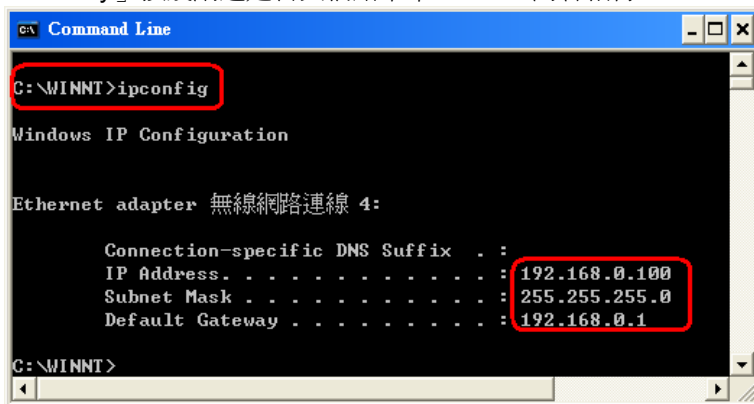 Command Line
C:\WINNT>ipconfig
Windows IP Configuration
Ethernet adapter 無線網路連線 4:
Connection-specific DNS Suffix . :
IP Address. . . . . . . . . . . . : 192.168.0.100
Subnet Mask . . . . . . . . . . . : 255.255.255.0
Default Gateway . . . . . . . . . : 192.168.0.1
C:\WINNT>